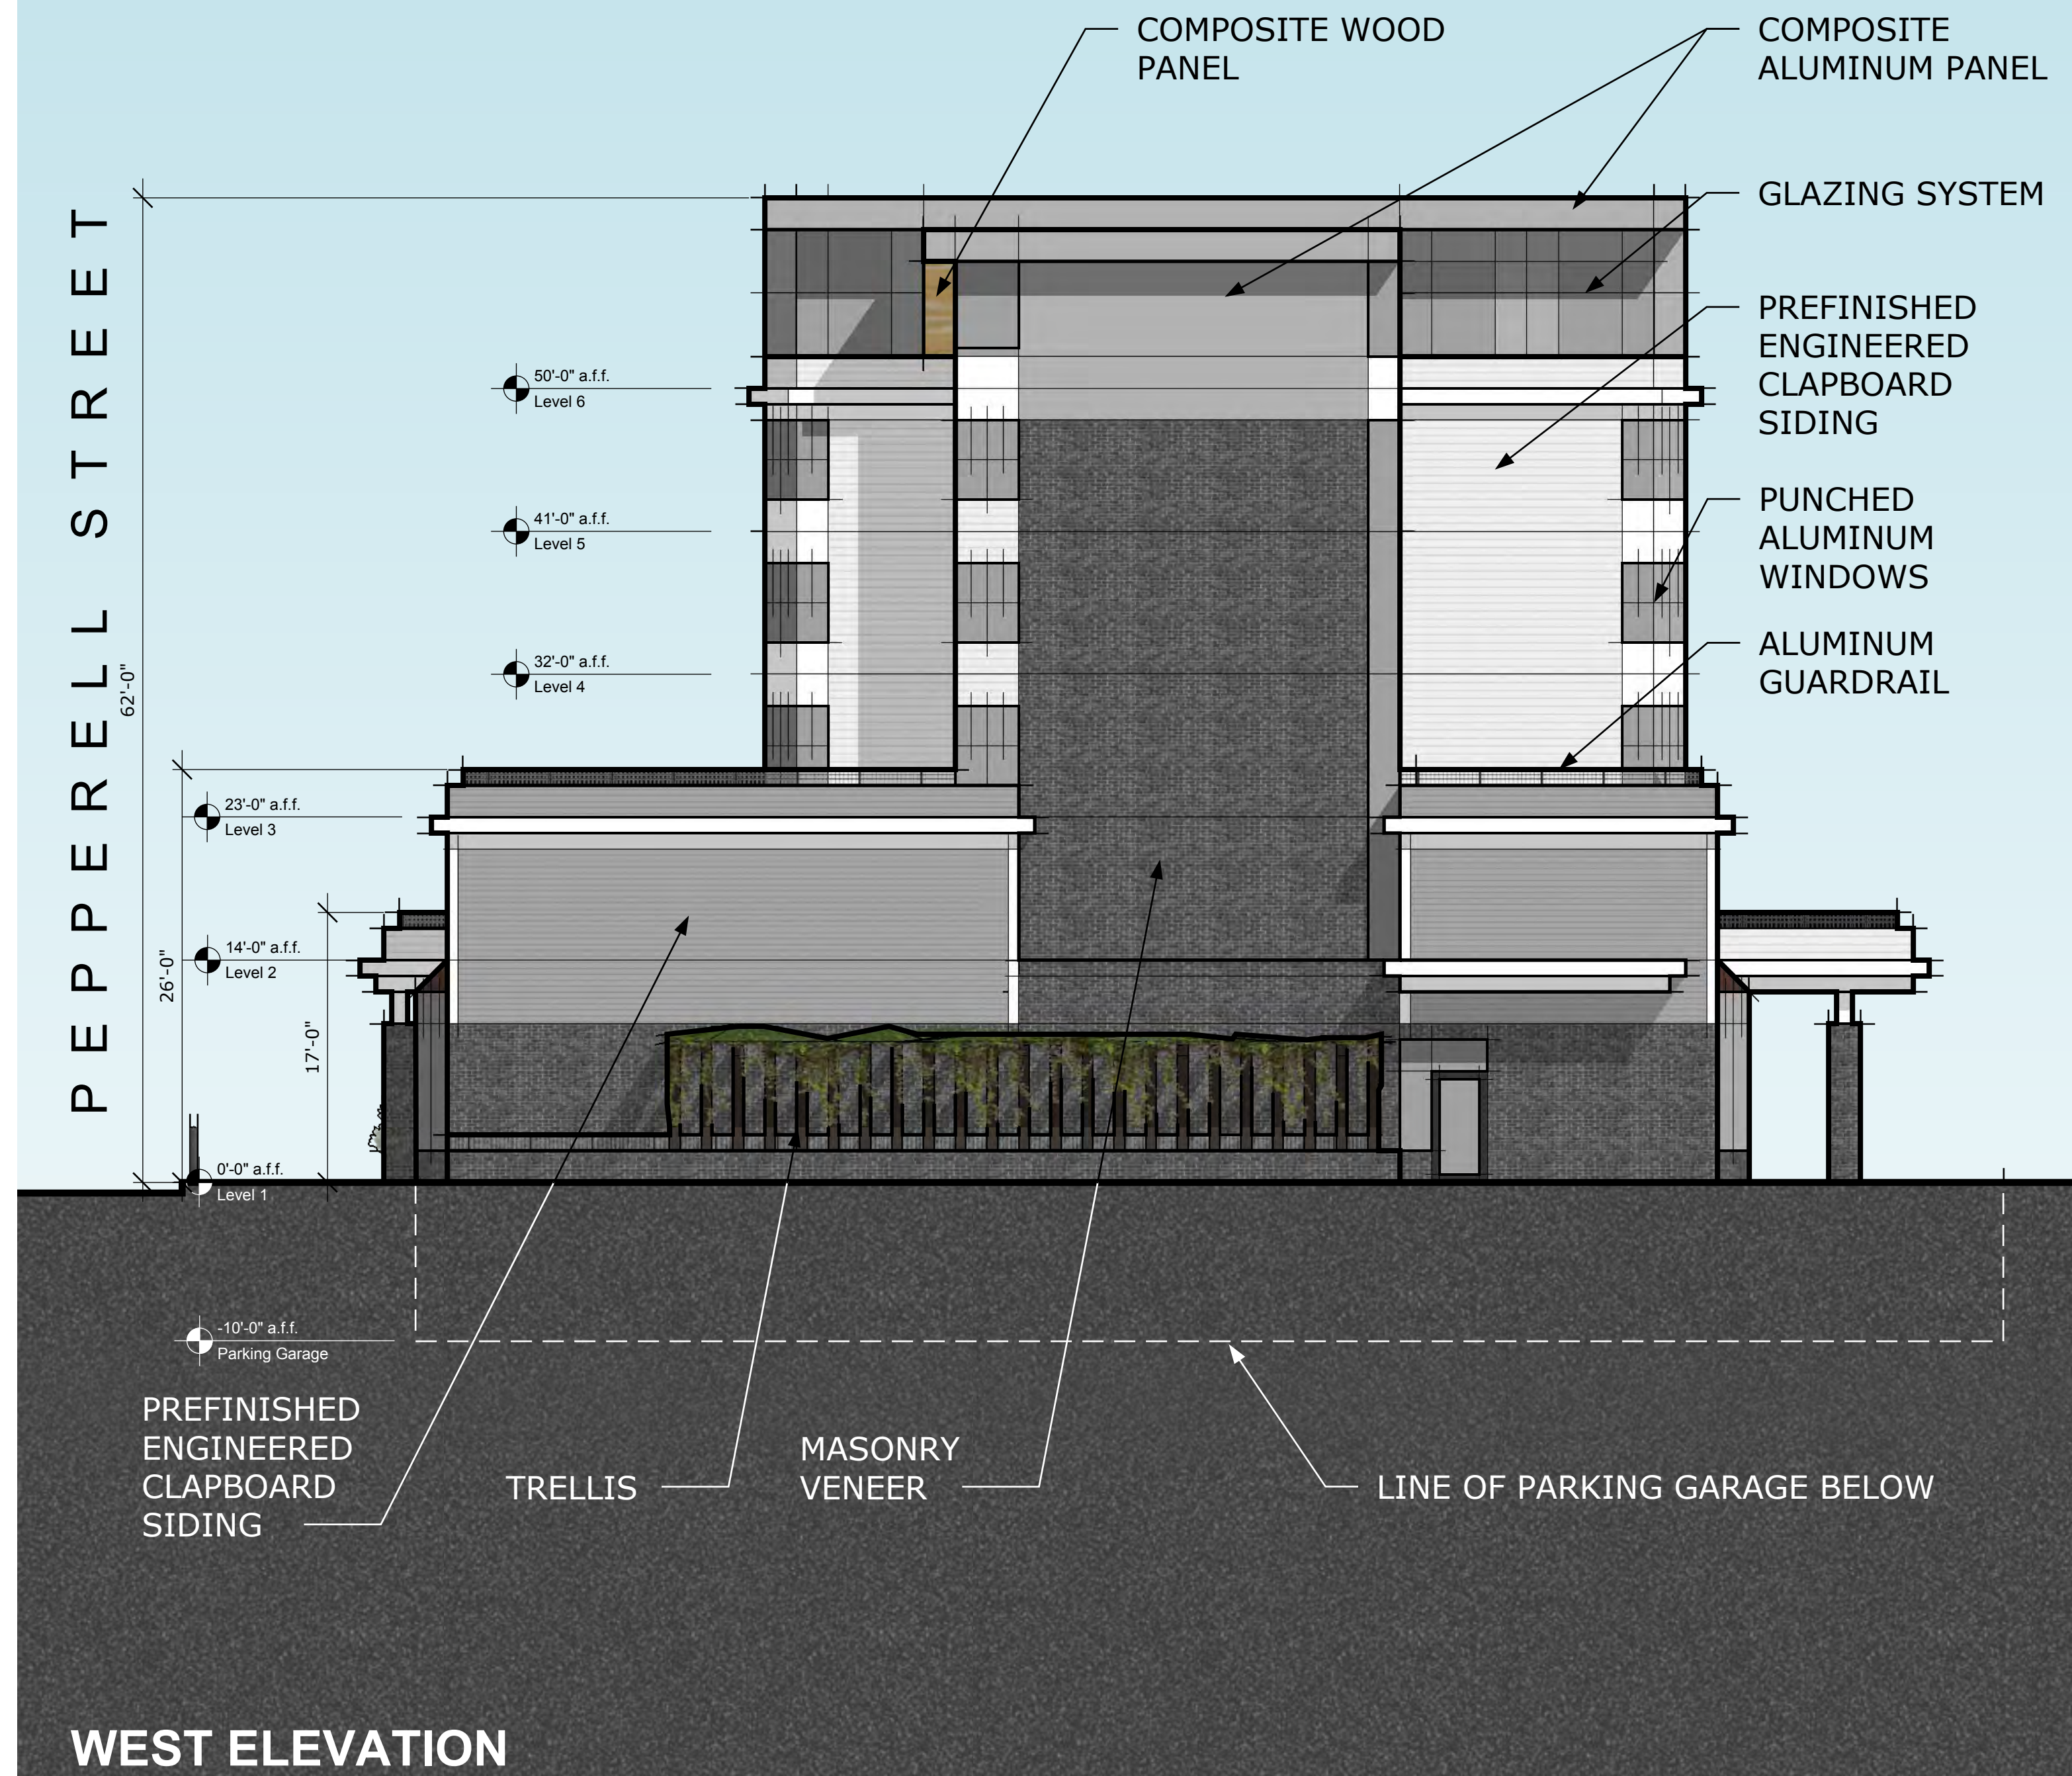 COMPOSITE WOOD
PANEL
COMPOSITE
ALUMINUM PANEL
GLAZING SYSTEM
PREFINISHED
ENGINEERED
CLAPBOARD
SIDING
PUNCHED
ALUMINUM
WINDOWS
ALUMINUM
GUARDRAIL
PEPPERELL STREET
62'-0"
26'-0"
17'-0"
50'-0" a.f.f.
Level 6
41'-0" a.f.f.
Level 5
32'-0" a.f.f.
Level 4
23'-0" a.f.f.
Level 3
14'-0" a.f.f.
Level 2
0'-0" a.f.f.
Level 1
-10'-0" a.f.f.
Parking Garage
PREFINISHED
ENGINEERED
CLAPBOARD
SIDING
TRELLIS
MASONRY
VENEER
LINE OF PARKING GARAGE BELOW
WEST ELEVATION